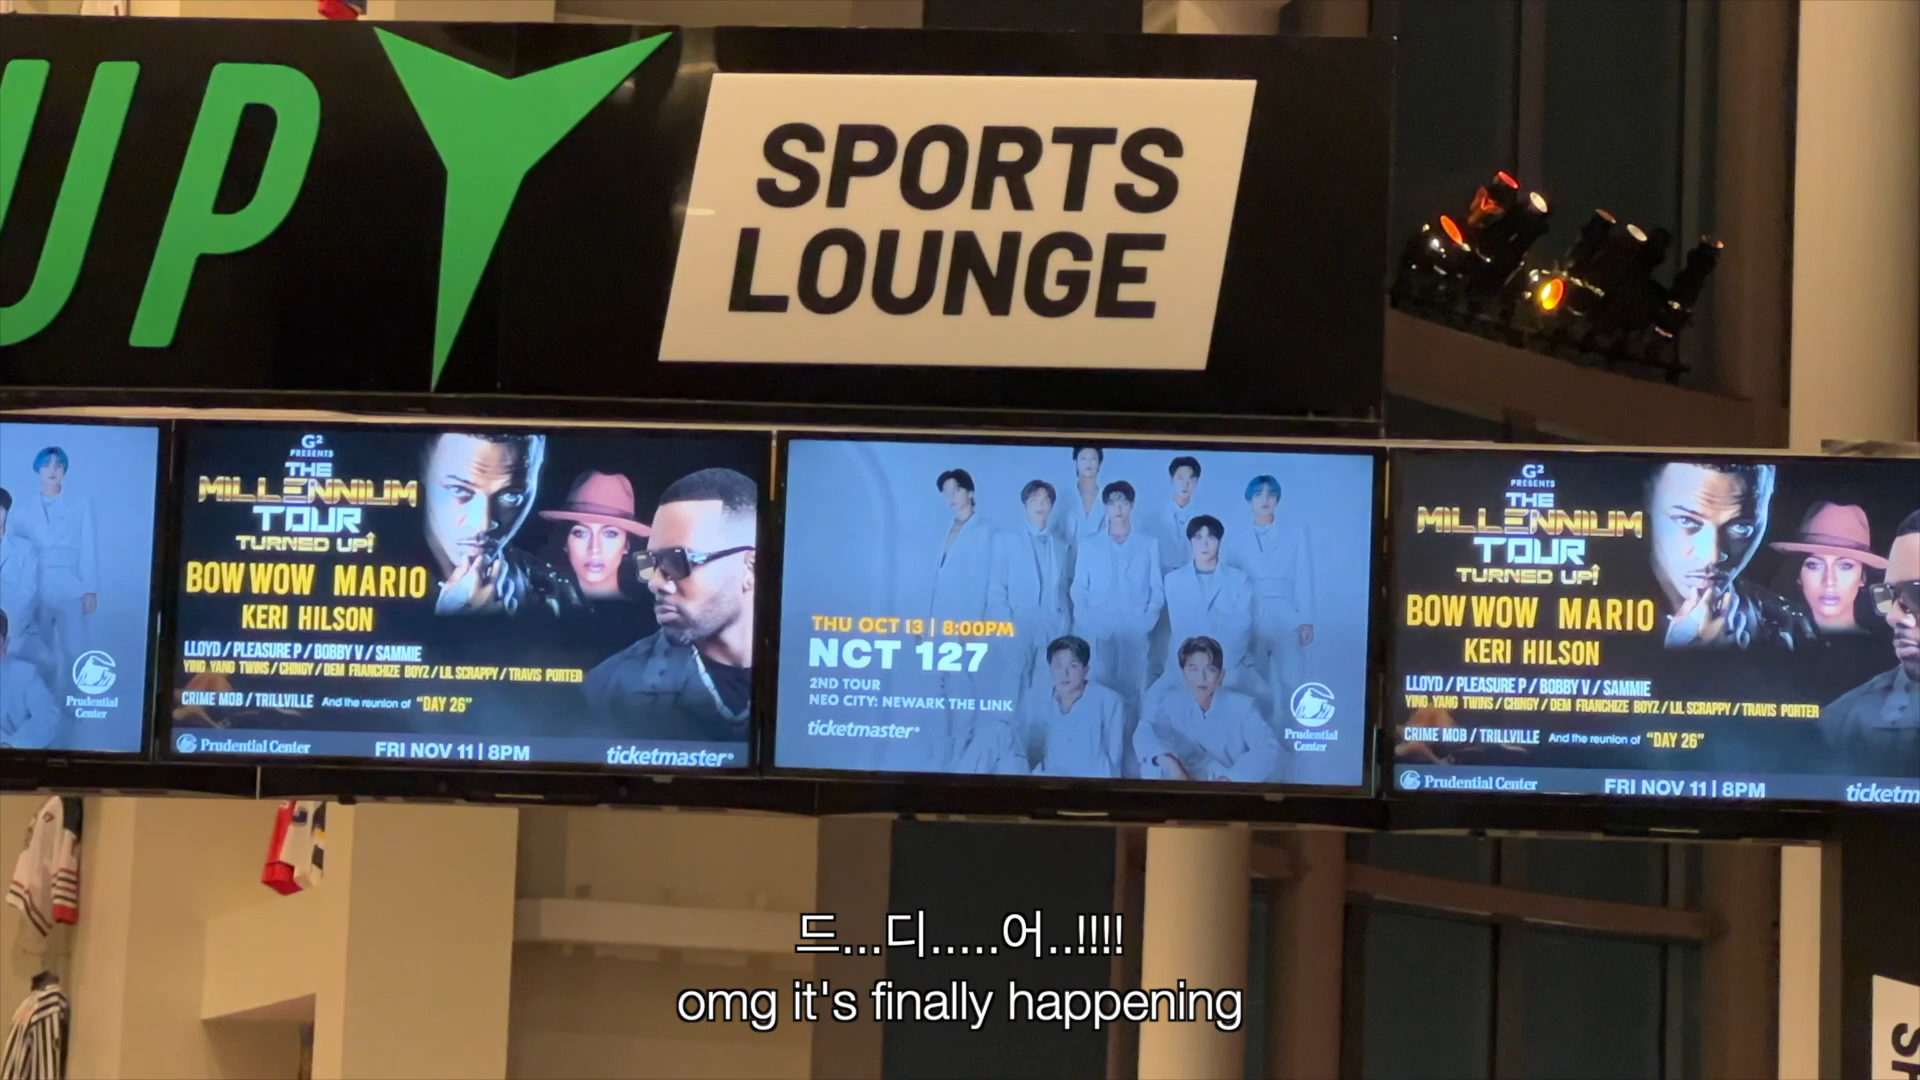 UP
SPORTS
LOUNGE
G2
PRESENTS
THE
MILLENNIUM
TOUR
TURNED UP!
BOW WOW MARIO
KERI HILSON
LLOYD / PLEASURE P / BOBBY V / SAMMIE
YING YANG TWINS / CHINGY / DEM FRANCHIZE BOYZ / LIL SCRAPPY / TRAVIS PORTER
CRIME MOB / TRILLVILLE And the reunion of "DAY 26"
Prudential Center FRI NOV 11 | 8PM ticketmaster®
Prudential
Center
THU OCT 13 | 8:00PM
NCT 127
2ND TOUR
NEO CITY: NEWARK THE LINK
ticketmaster®
Prudential
Center
G2
PRESENTS
THE
MILLENNIUM
TOUR
TURNED UP!
BOW WOW MARIO
KERI HILSON
LLOYD / PLEASURE P / BOBBY V / SAMMIE
YING YANG TWINS / CHINGY / DEM FRANCHIZE BOYZ / LIL SCRAPPY / TRAVIS PORTER
CRIME MOB / TRILLVILLE And the reunion of "DAY 26"
Prudential Center FRI NOV 11 | 8PM ticketm
드...디.....어..!!!!
omg it's finally happening